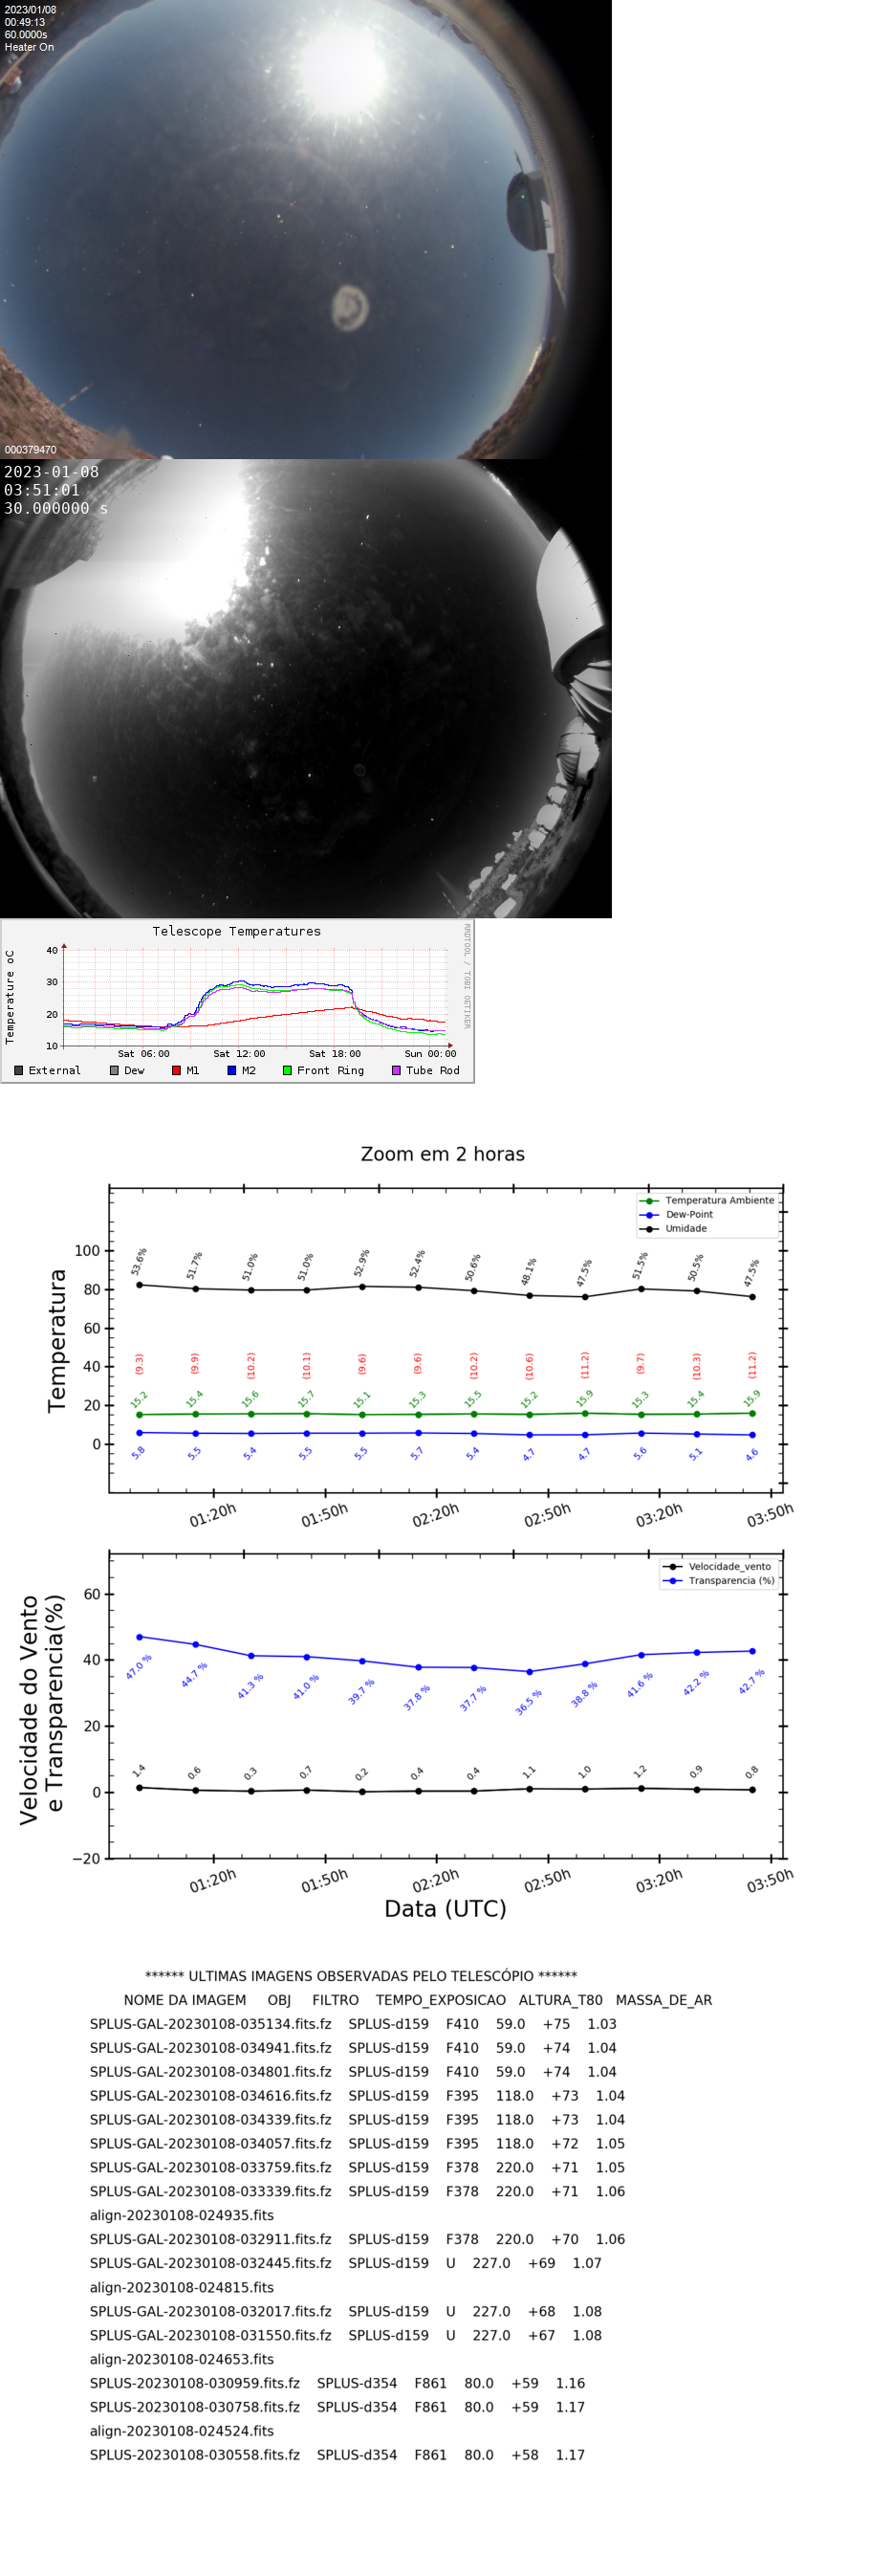 2023/01/08
00:49:13
60.0000s
Heater On
000379470
2023-01-08
03:51:01
30.000000 s
Telescope Temperatures
RRDTOOL / TOBI OETIKER
Temperature oC
40
30
20
10
Sat 06:00 Sat 12:00 Sat 18:00 Sun 00:00
External Dew M1 M2 Front Ring Tube Rod
Zoom em 2 horas
Temperatura Ambiente
Dew-Point
Umidade
Temperatura
100
80
60
40
20
0
53.6% 51.7% 51.0% 51.0% 52.9% 52.4% 50.6% 48.1% 47.5% 51.5% 50.5% 47.5%
(9.3) (9.9) (10.2) (10.1) (9.6) (9.6) (10.2) (10.6) (11.2) (9.7) (10.3) (11.2)
15.2 15.4 15.6 15.7 15.1 15.3 15.5 15.2 15.9 15.3 15.4 15.9
5.8 5.5 5.4 5.5 5.5 5.7 5.4 4.7 4.7 5.6 5.1 4.6
01:20h 01:50h 02:20h 02:50h 03:20h 03:50h
Velocidade_vento
Transparencia (%)
Velocidade do Vento
e Transparencia(%)
60
40
20
0
−20
47.0 % 44.7 % 41.3 % 41.0 % 39.7 % 37.8 % 37.7 % 36.5 % 38.8 % 41.6 % 42.2 % 42.7 %
1.4 0.6 0.3 0.7 0.2 0.4 0.4 1.1 1.0 1.2 0.9 0.8
01:20h 01:50h 02:20h 02:50h 03:20h 03:50h
Data (UTC)
****** ULTIMAS IMAGENS OBSERVADAS PELO TELESCÓPIO ******
NOME DA IMAGEM OBJ FILTRO TEMPO_EXPOSICAO ALTURA_T80 MASSA_DE_AR
SPLUS-GAL-20230108-035134.fits.fz SPLUS-d159 F410 59.0 +75 1.03
SPLUS-GAL-20230108-034941.fits.fz SPLUS-d159 F410 59.0 +74 1.04
SPLUS-GAL-20230108-034801.fits.fz SPLUS-d159 F410 59.0 +74 1.04
SPLUS-GAL-20230108-034616.fits.fz SPLUS-d159 F395 118.0 +73 1.04
SPLUS-GAL-20230108-034339.fits.fz SPLUS-d159 F395 118.0 +73 1.04
SPLUS-GAL-20230108-034057.fits.fz SPLUS-d159 F395 118.0 +72 1.05
SPLUS-GAL-20230108-033759.fits.fz SPLUS-d159 F378 220.0 +71 1.05
SPLUS-GAL-20230108-033339.fits.fz SPLUS-d159 F378 220.0 +71 1.06
align-20230108-024935.fits
SPLUS-GAL-20230108-032911.fits.fz SPLUS-d159 F378 220.0 +70 1.06
SPLUS-GAL-20230108-032445.fits.fz SPLUS-d159 U 227.0 +69 1.07
align-20230108-024815.fits
SPLUS-GAL-20230108-032017.fits.fz SPLUS-d159 U 227.0 +68 1.08
SPLUS-GAL-20230108-031550.fits.fz SPLUS-d159 U 227.0 +67 1.08
align-20230108-024653.fits
SPLUS-20230108-030959.fits.fz SPLUS-d354 F861 80.0 +59 1.16
SPLUS-20230108-030758.fits.fz SPLUS-d354 F861 80.0 +59 1.17
align-20230108-024524.fits
SPLUS-20230108-030558.fits.fz SPLUS-d354 F861 80.0 +58 1.17